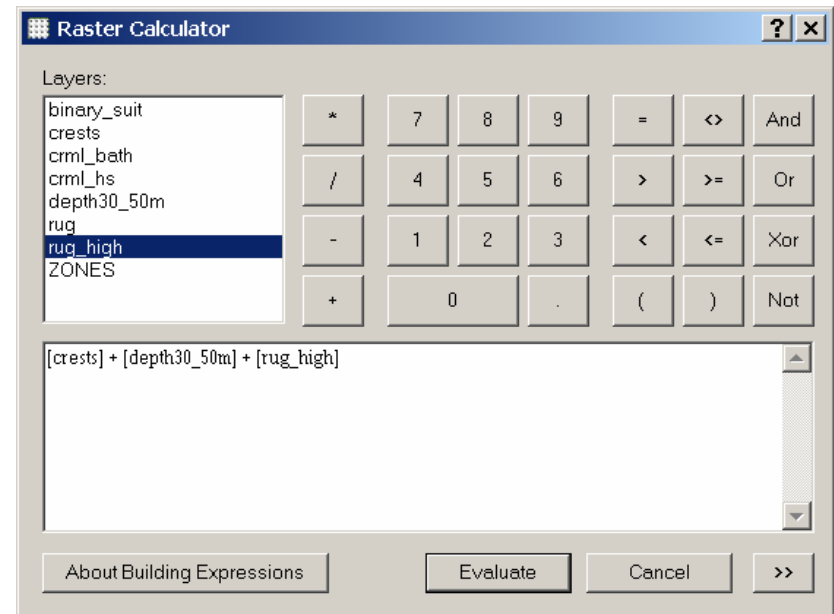 Raster Calculator
? ×
Layers:
binary_suit
crests
crml_bath
crml_hs
depth30_50m
rug
rug_high
ZONES
* 7 8 9 = <> And
/ 4 5 6 > >= Or
- 1 2 3 < <= Xor
+ 0 . ( ) Not
[crests] + [depth30_50m] + [rug_high]
About Building Expressions Evaluate Cancel >>